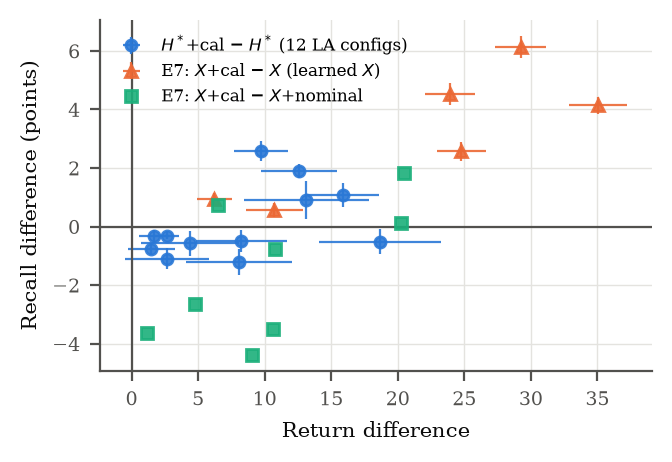 H*+cal − H* (12 LA configs)
E7: X+cal − X (learned X)
E7: X+cal − X+nominal
6
4
2
0
−2
−4
0 5 10 15 20 25 30 35
Recall difference (points)
Return difference